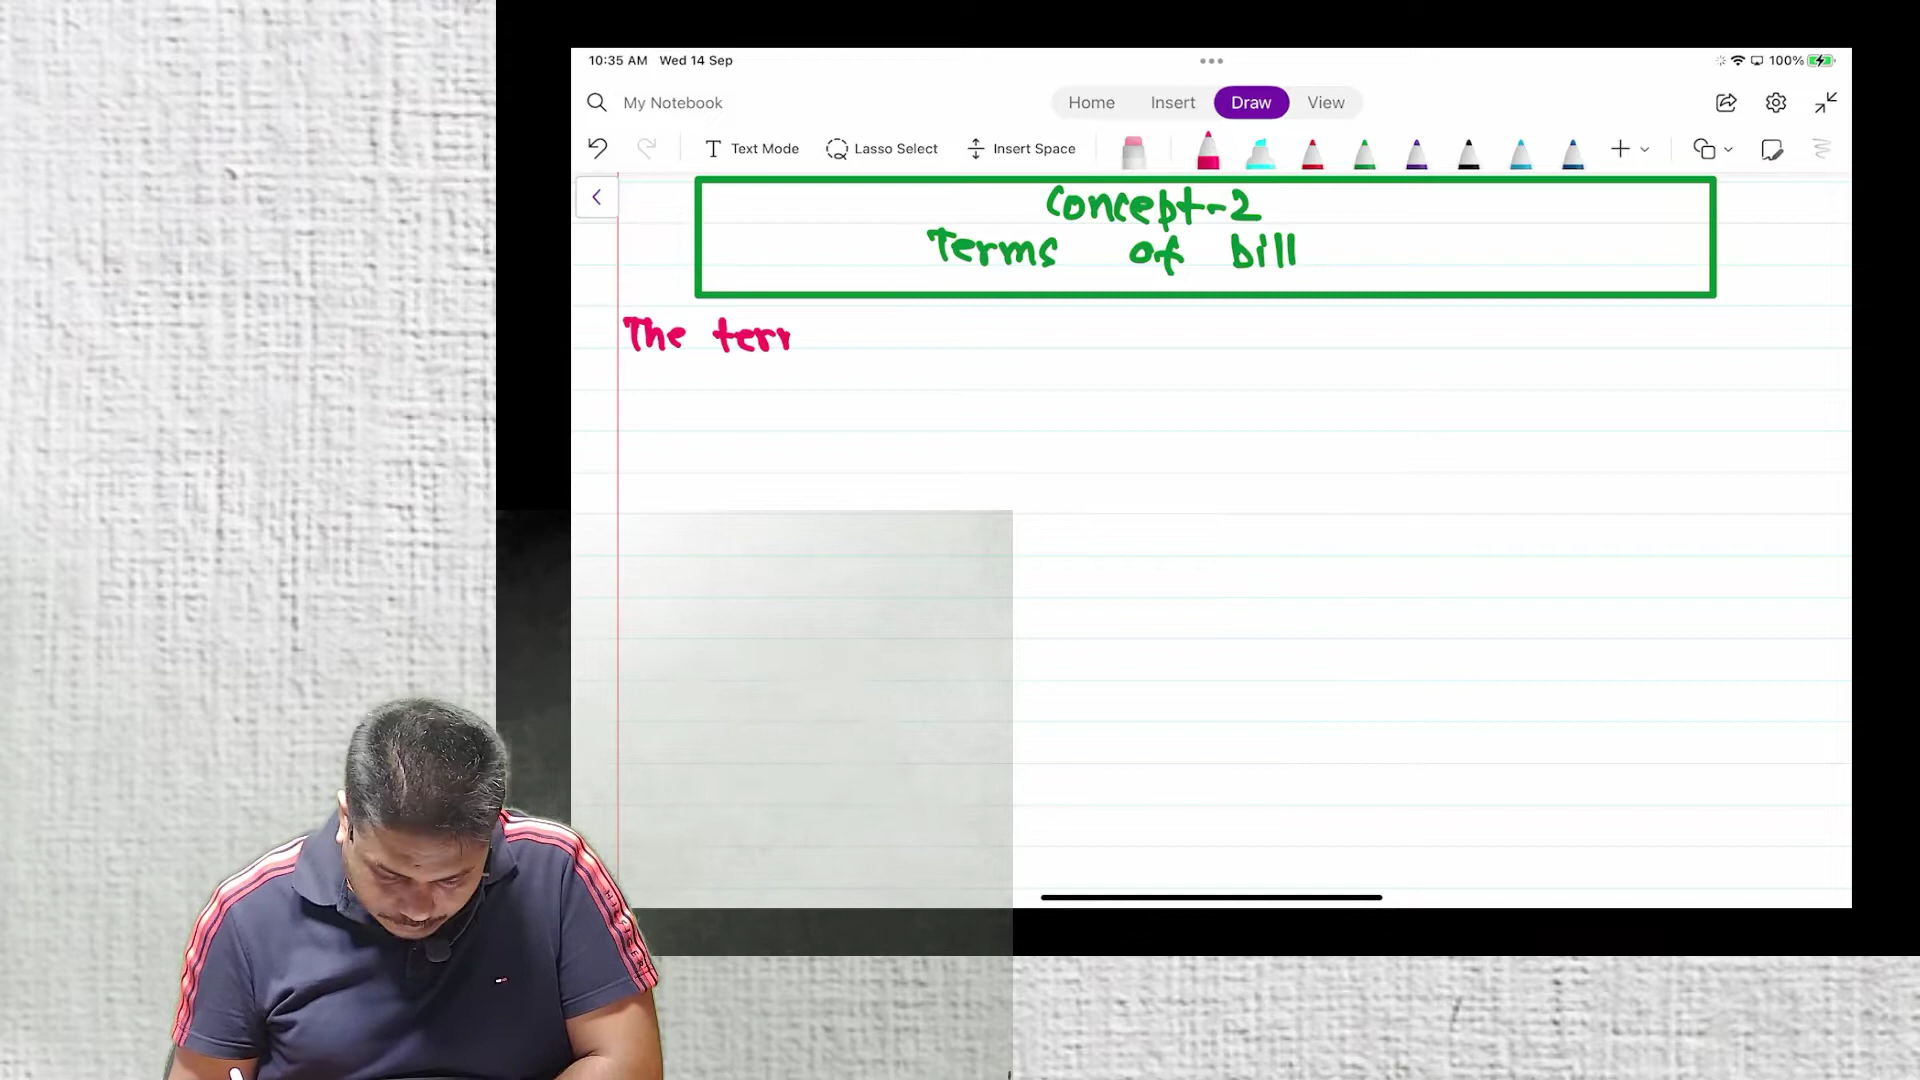 10:35 AM Wed 14 Sep
100%
My Notebook
Home Insert Draw View
Text Mode Lasso Select Insert Space
Concept-2
Terms of bill
The terr